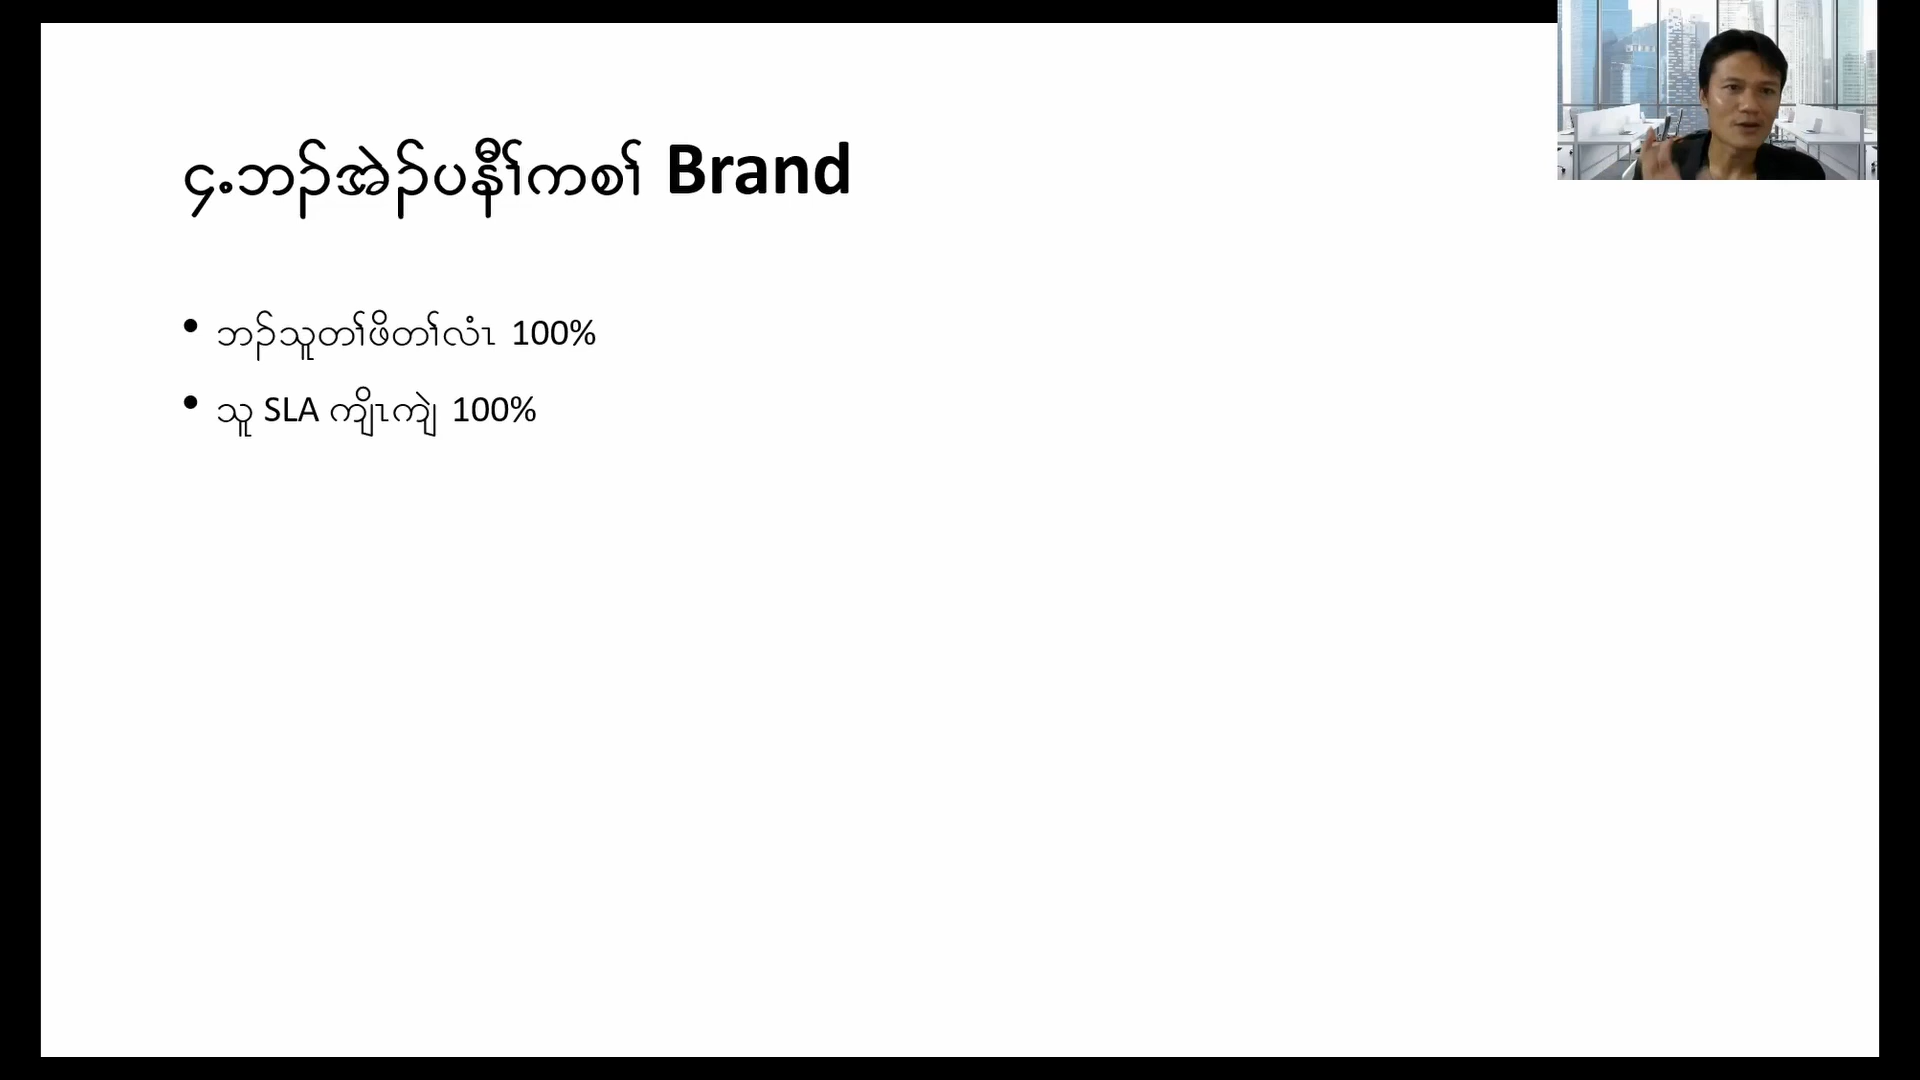 ၄.ဘၣ်အဲၣ်ပနီၢ်ကစၢ် Brand
• ဘၣ်သူတၢ်ဖိတၢ်လံၤ 100%
• သူ SLA ကျိၤကျဲ 100%